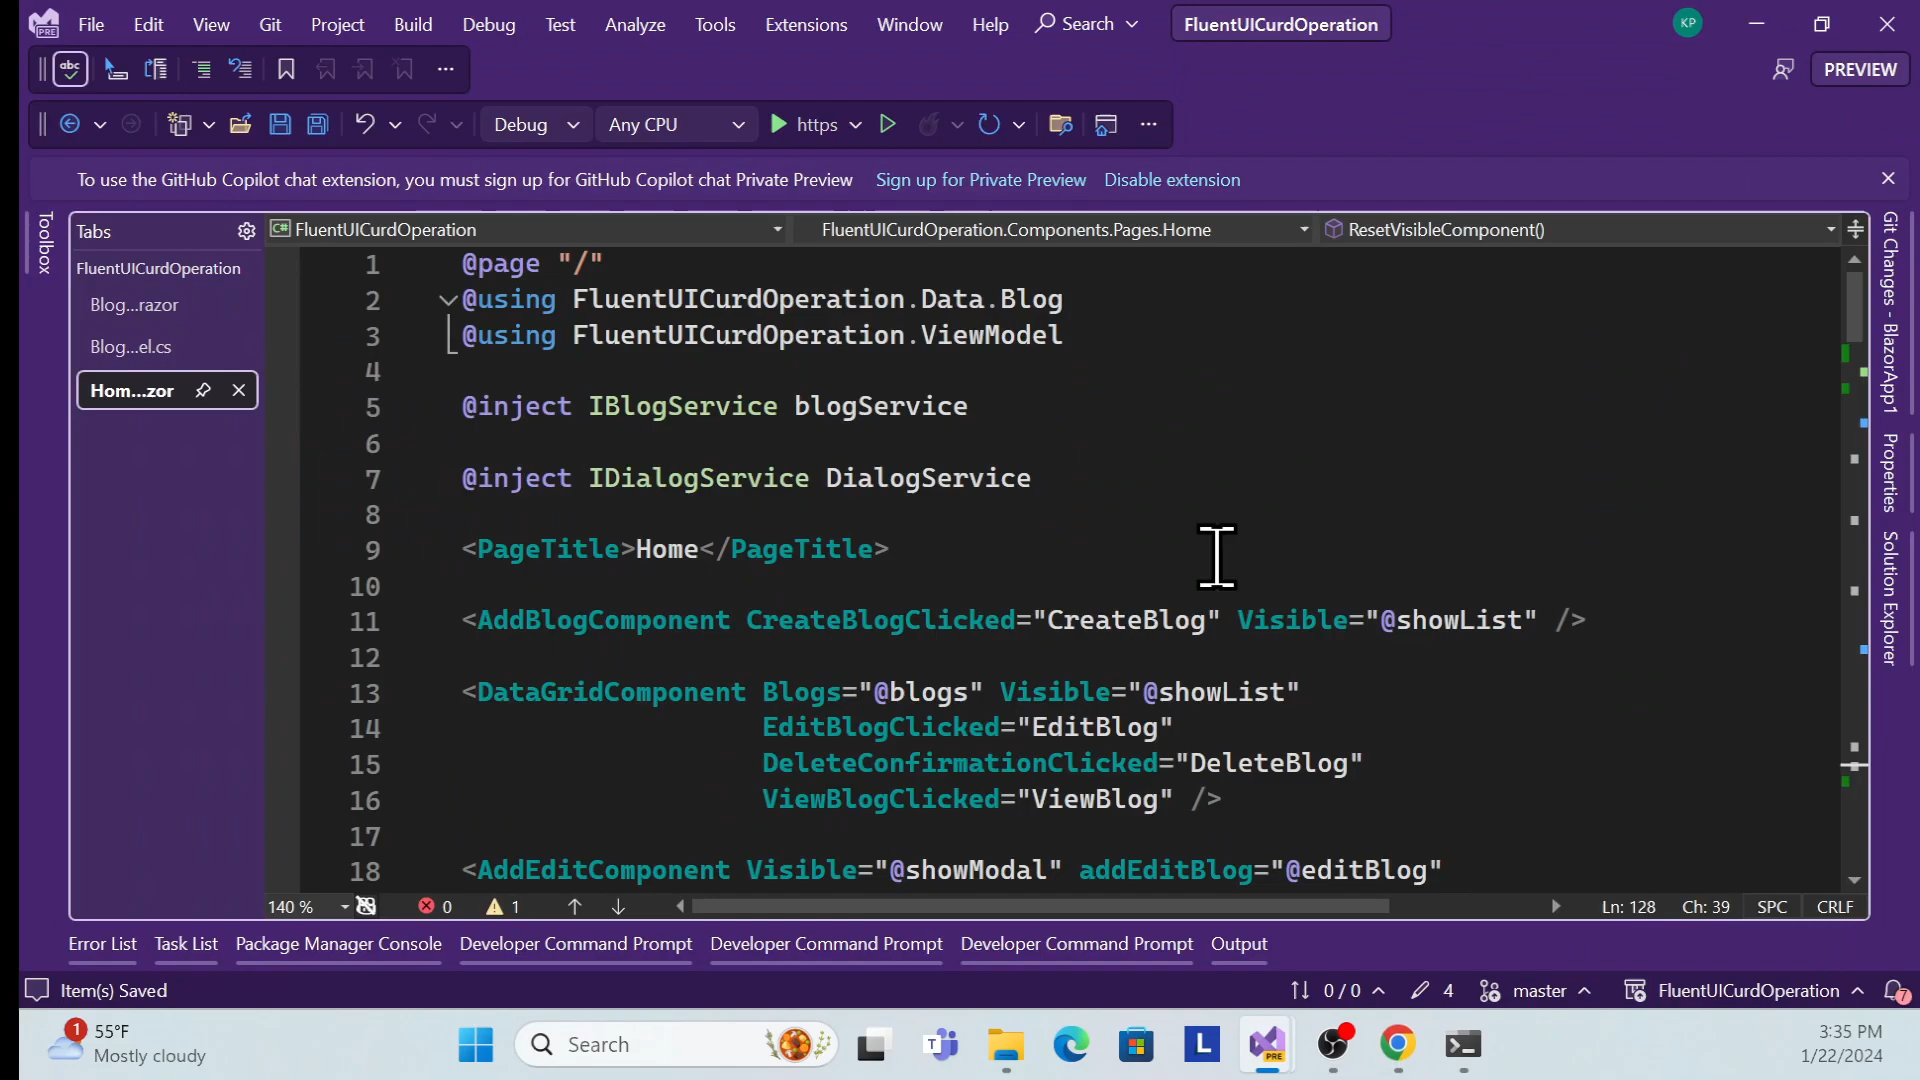 File Edit View Git Project Build Debug Test Analyze Tools Extensions Window Help Search FluentUICurdOperation KP
PRE
abc PREVIEW
Debug Any CPU https
To use the GitHub Copilot chat extension, you must sign up for GitHub Copilot chat Private Preview Sign up for Private Preview Disable extension
Toolbox
Tabs
FluentUICurdOperation
Blog...razor
Blog...el.cs
Hom...zor
C# FluentUICurdOperation FluentUICurdOperation.Components.Pages.Home ResetVisibleComponent()
1 @page "/"
2 @using FluentUICurdOperation.Data.Blog
3 @using FluentUICurdOperation.ViewModel
4
5 @inject IBlogService blogService
6
7 @inject IDialogService DialogService
8
9 <PageTitle>Home</PageTitle>
10
11 <AddBlogComponent CreateBlogClicked="CreateBlog" Visible="@showList" />
12
13 <DataGridComponent Blogs="@blogs" Visible="@showList"
14 EditBlogClicked="EditBlog"
15 DeleteConfirmationClicked="DeleteBlog"
16 ViewBlogClicked="ViewBlog" />
17
18 <AddEditComponent Visible="@showModal" addEditBlog="@editBlog"
Git Changes - BlazorApp1
Properties
Solution Explorer
140 % 0 1 Ln: 128 Ch: 39 SPC CRLF
Error List Task List Package Manager Console Developer Command Prompt Developer Command Prompt Developer Command Prompt Output
Item(s) Saved 0 / 0 4 master FluentUICurdOperation 7
1 55°F
Mostly cloudy
Search
T
L
PRE
3:35 PM
1/22/2024